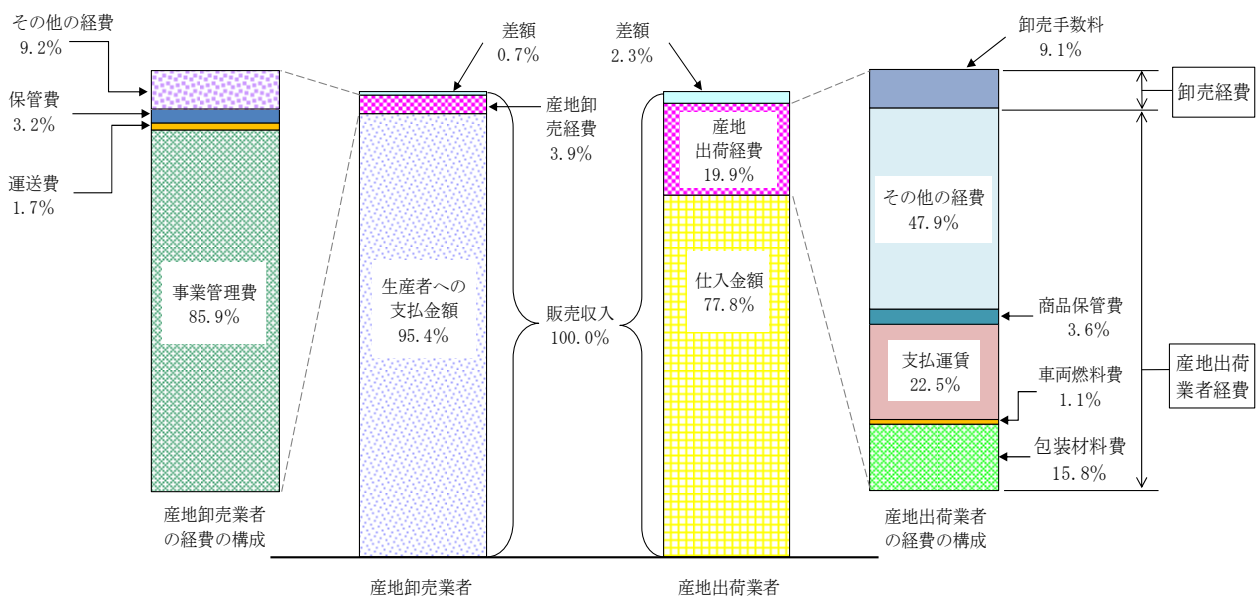 その他の経費
9.2%
保管費
3.2%
運送費
1.7%
事業管理費
85.9%
産地卸売業者
の経費の構成
差額
0.7%
産地卸
売経費
3.9%
生産者への
支払金額
95.4%
産地卸売業者
販売収入
100.0%
差額
2.3%
産地
出荷経費
19.9%
仕入金額
77.8%
産地出荷業者
卸売手数料
9.1%
その他の経費
47.9%
商品保管費
3.6%
支払運賃
22.5%
車両燃料費
1.1%
包装材料費
15.8%
産地出荷業者
の経費の構成
卸売経費
産地出荷
業者経費